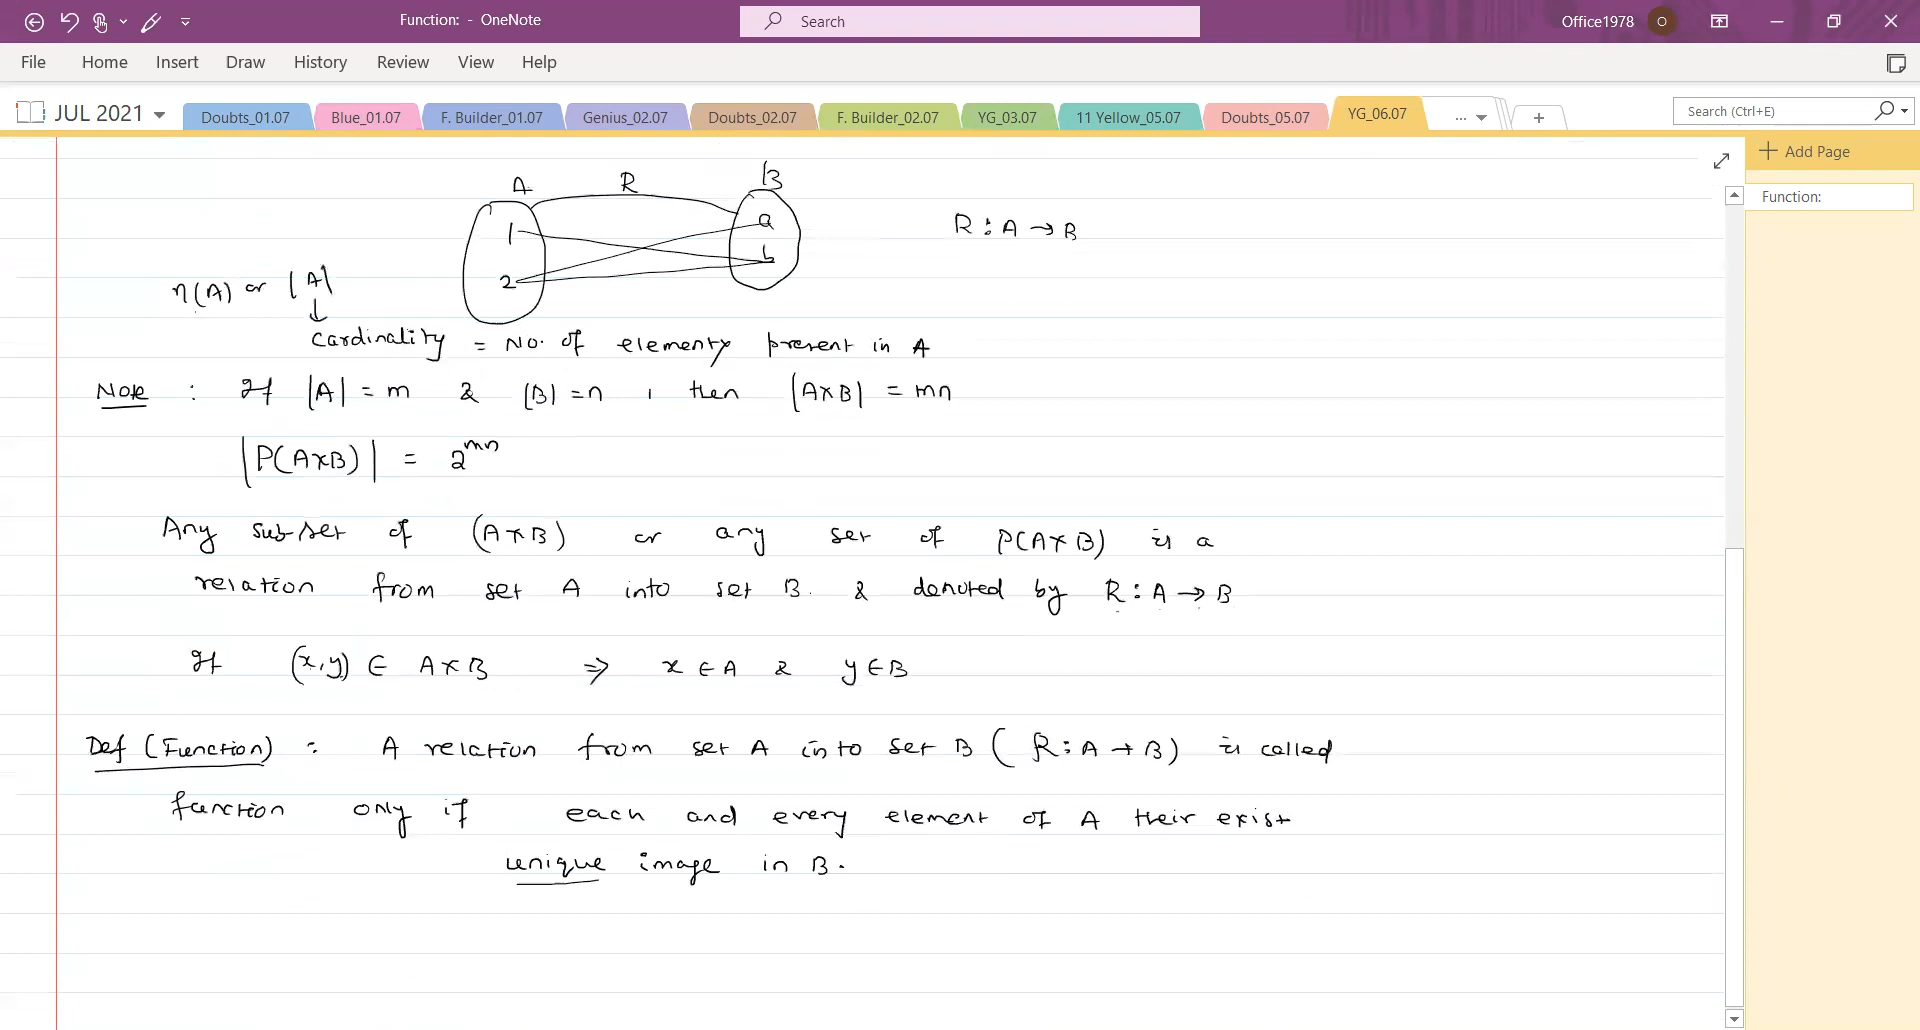 Function: - OneNote
Search
Office1978
O
File Home Insert Draw History Review View Help
JUL 2021
Doubts_01.07
Blue_01.07
F. Builder_01.07
Genius_02.07
Doubts_02.07
F. Builder_02.07
YG_03.07
11 Yellow_05.07
Doubts_05.07
YG_06.07
...
+
Search (Ctrl+E)
Add Page
Function:
A R B
1 a
2 b
R : A → B
n(A) or |A|
↓
cardinality = No. of elements present in A
Note : If |A| = m & |B| = n , then |A×B| = mn
|P(A×B)| = 2^mn
Any subset of (A×B) or any set of P(A×B) is a
relation from set A into set B. & denoted by R : A → B
If (x,y) ∈ A×B ⇒ x ∈ A & y ∈ B
Def (Function) : A relation from set A into set B ( R : A → B) is called
function only if each and every element of A their exist
unique image in B.